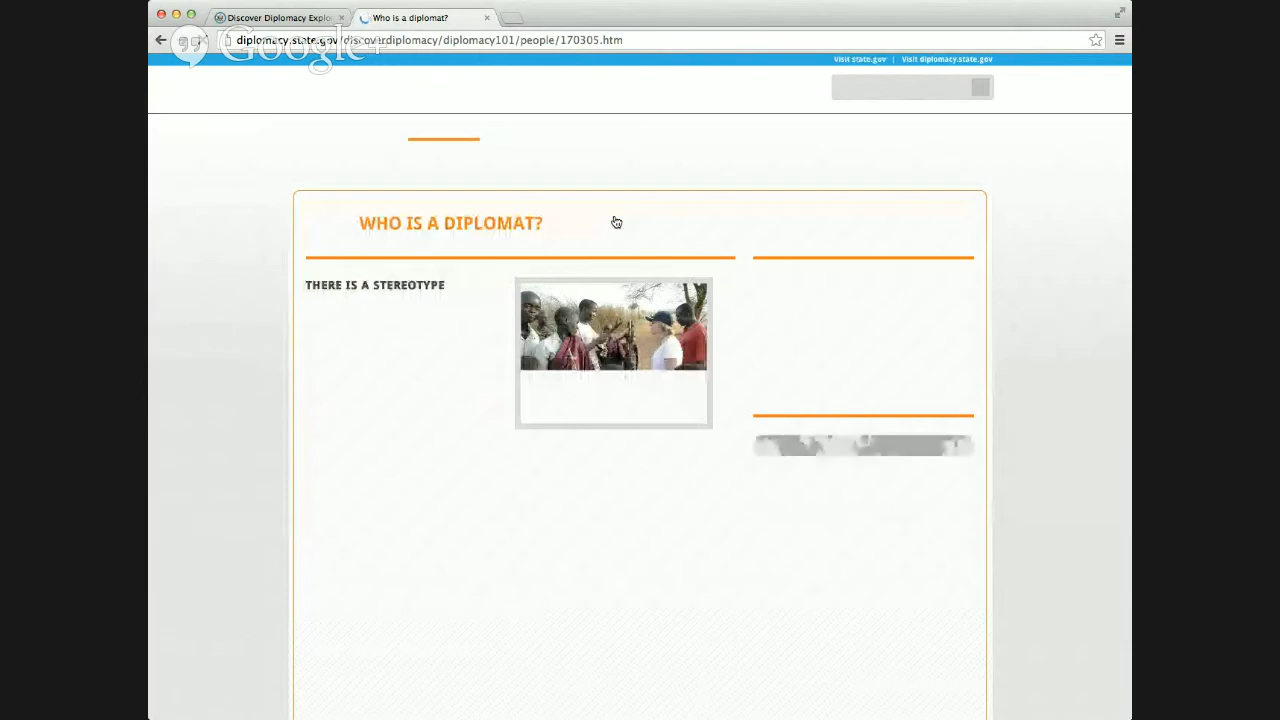 Discover Diplomacy Explo
Who is a diplomat?
Google+
diplomacy.state.gov/discoverdiplomacy/diplomacy101/people/170305.htm
Visit state.gov | Visit diplomacy.state.gov
WHO IS A DIPLOMAT?
THERE IS A STEREOTYPE